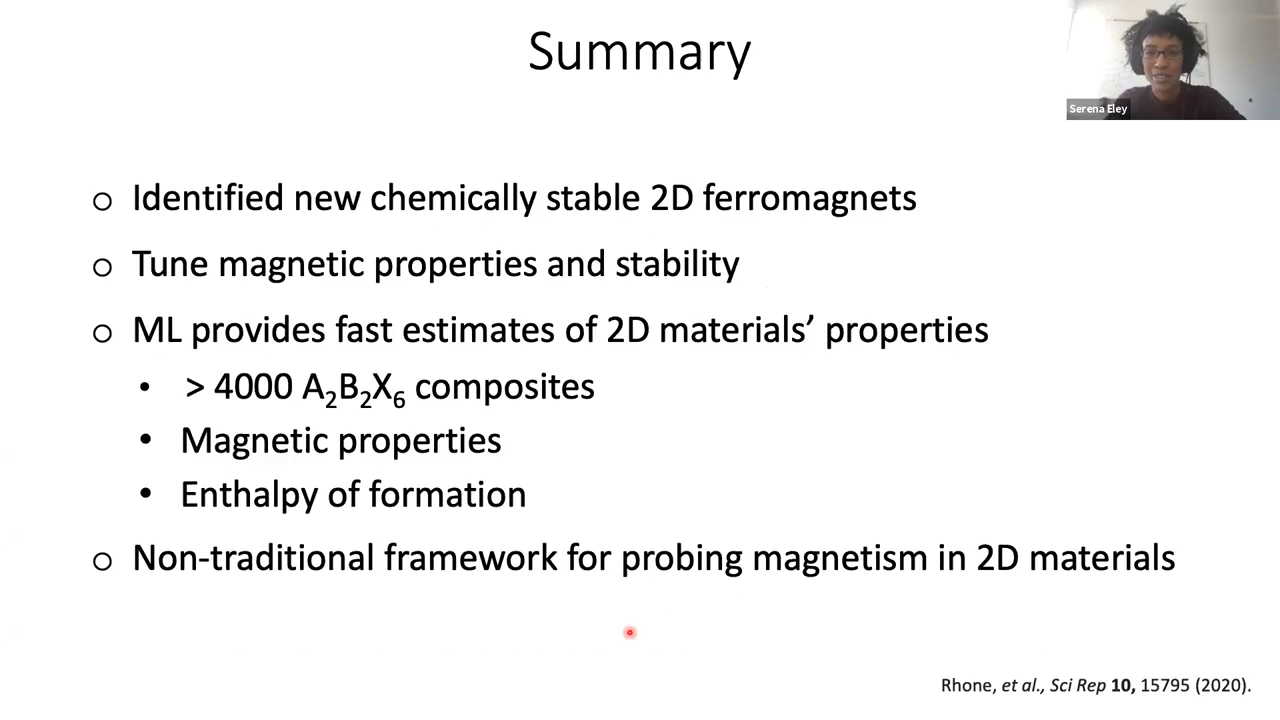 Summary
Serena Eley
○ Identified new chemically stable 2D ferromagnets
○ Tune magnetic properties and stability
○ ML provides fast estimates of 2D materials’ properties
• > 4000 A₂B₂X₆ composites
• Magnetic properties
• Enthalpy of formation
○ Non-traditional framework for probing magnetism in 2D materials
Rhone, et al., Sci Rep 10, 15795 (2020).